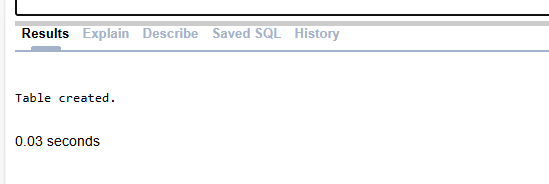 Results Explain Describe Saved SQL History
Table created.
0.03 seconds